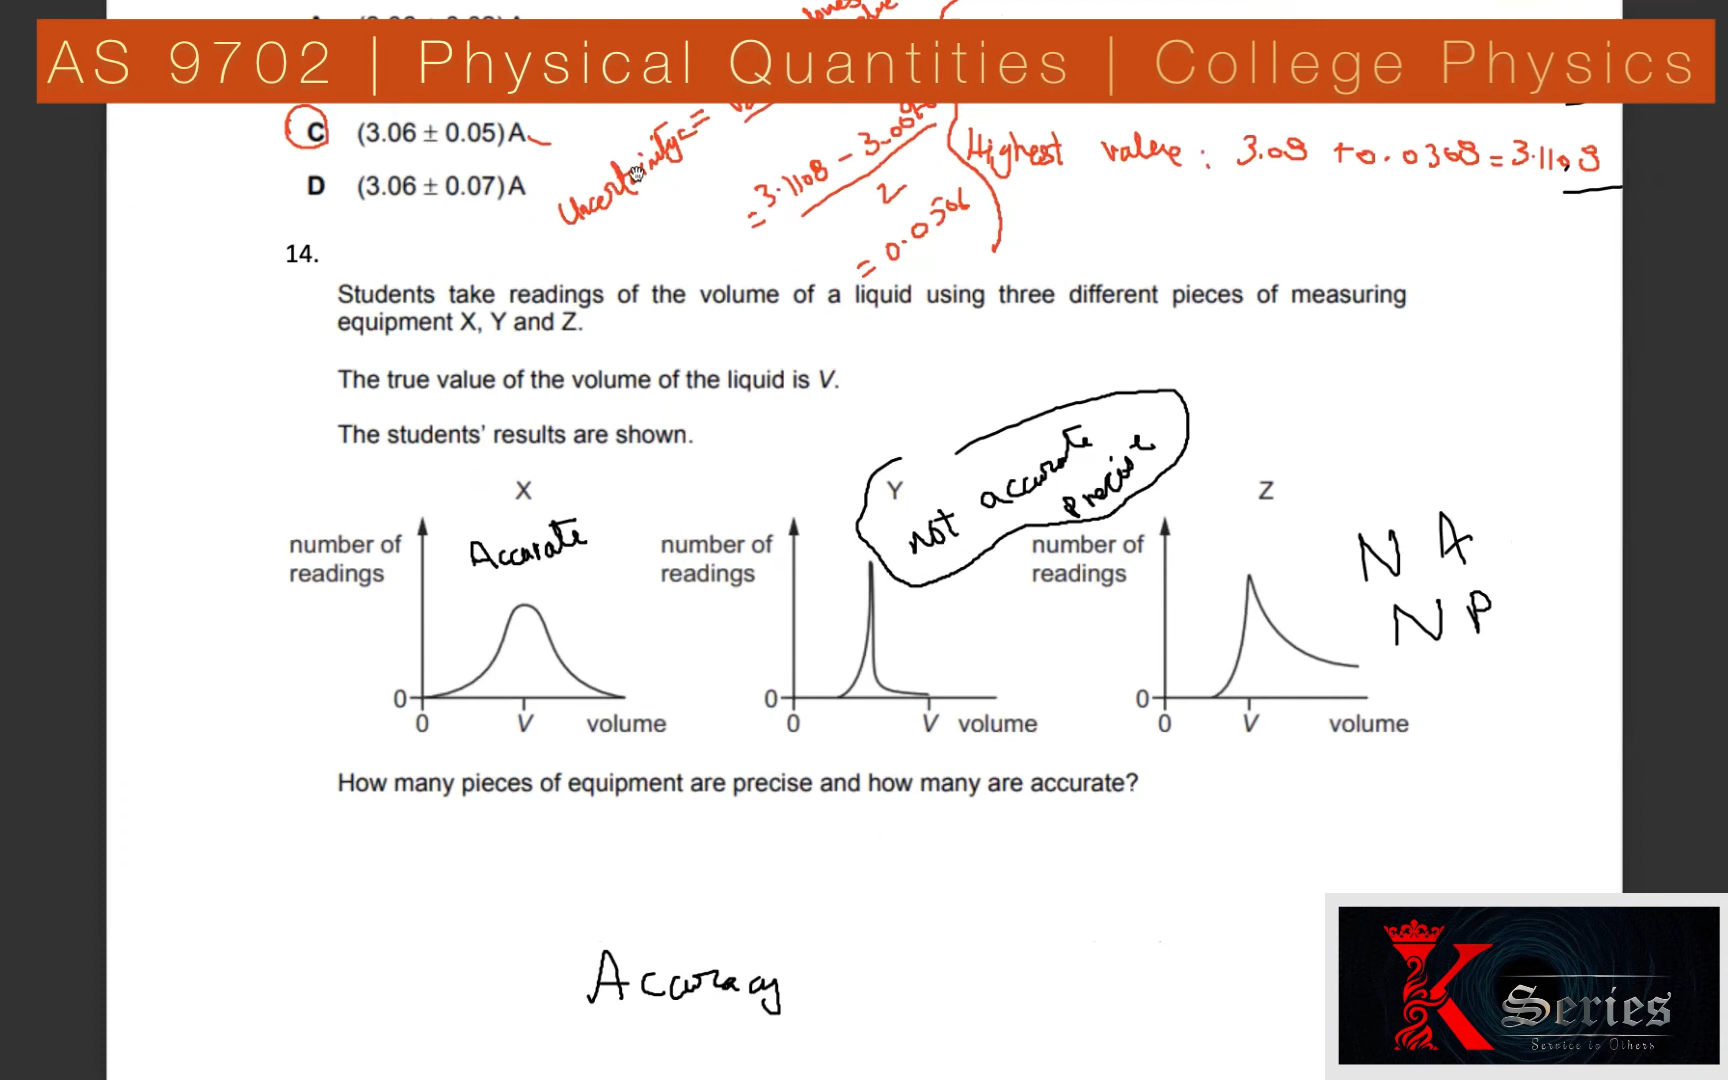 AS 9702 | Physical Quantities | College Physics
C (3.06 ± 0.05) A
D (3.06 ± 0.07) A
Uncertainity =
= 3.1108 - 3.00
2
= 0.0506
Highest value : 3.08 + 0.0308 = 3.1108
14.
Students take readings of the volume of a liquid using three different pieces of measuring
equipment X, Y and Z.
The true value of the volume of the liquid is V.
The students' results are shown.
X
Accurate
number of
readings
0
0 V volume
Y
Not accurate
precise
number of
readings
0
0 V volume
Z
N A
N P
number of
readings
0
0 V volume
How many pieces of equipment are precise and how many are accurate?
Accuracy
K Series
Service to Others